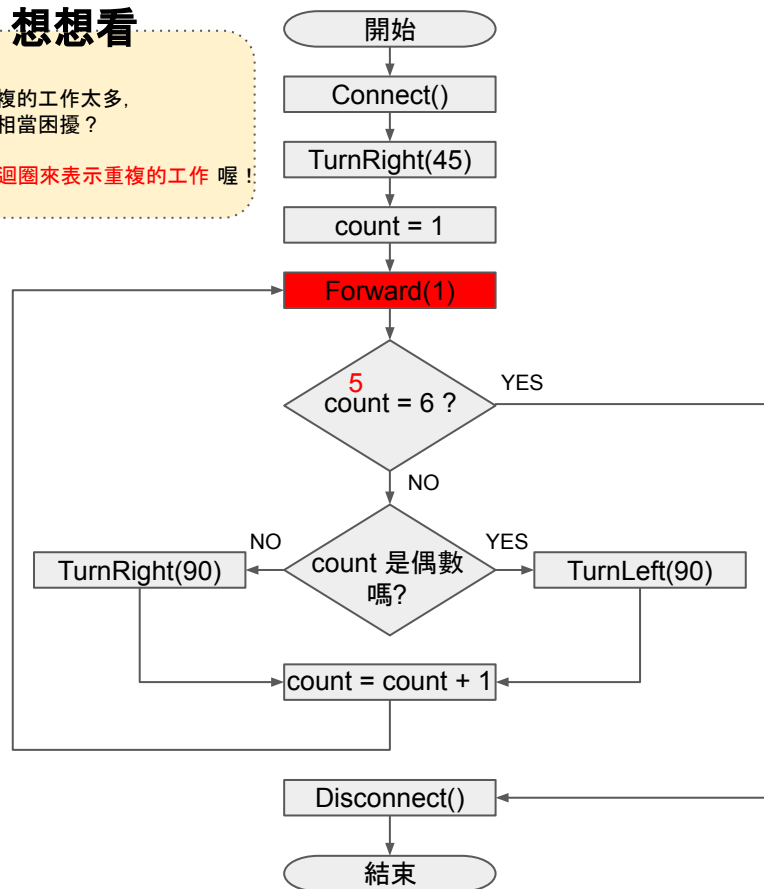 想想看
複的工作太多,
相當困擾？
迴圈來表示重複的工作 喔！
開始
Connect()
TurnRight(45)
count = 1
Forward(1)
5
count = 6 ?
YES
NO
count 是偶數
嗎?
NO
YES
TurnRight(90)
TurnLeft(90)
count = count + 1
Disconnect()
結束